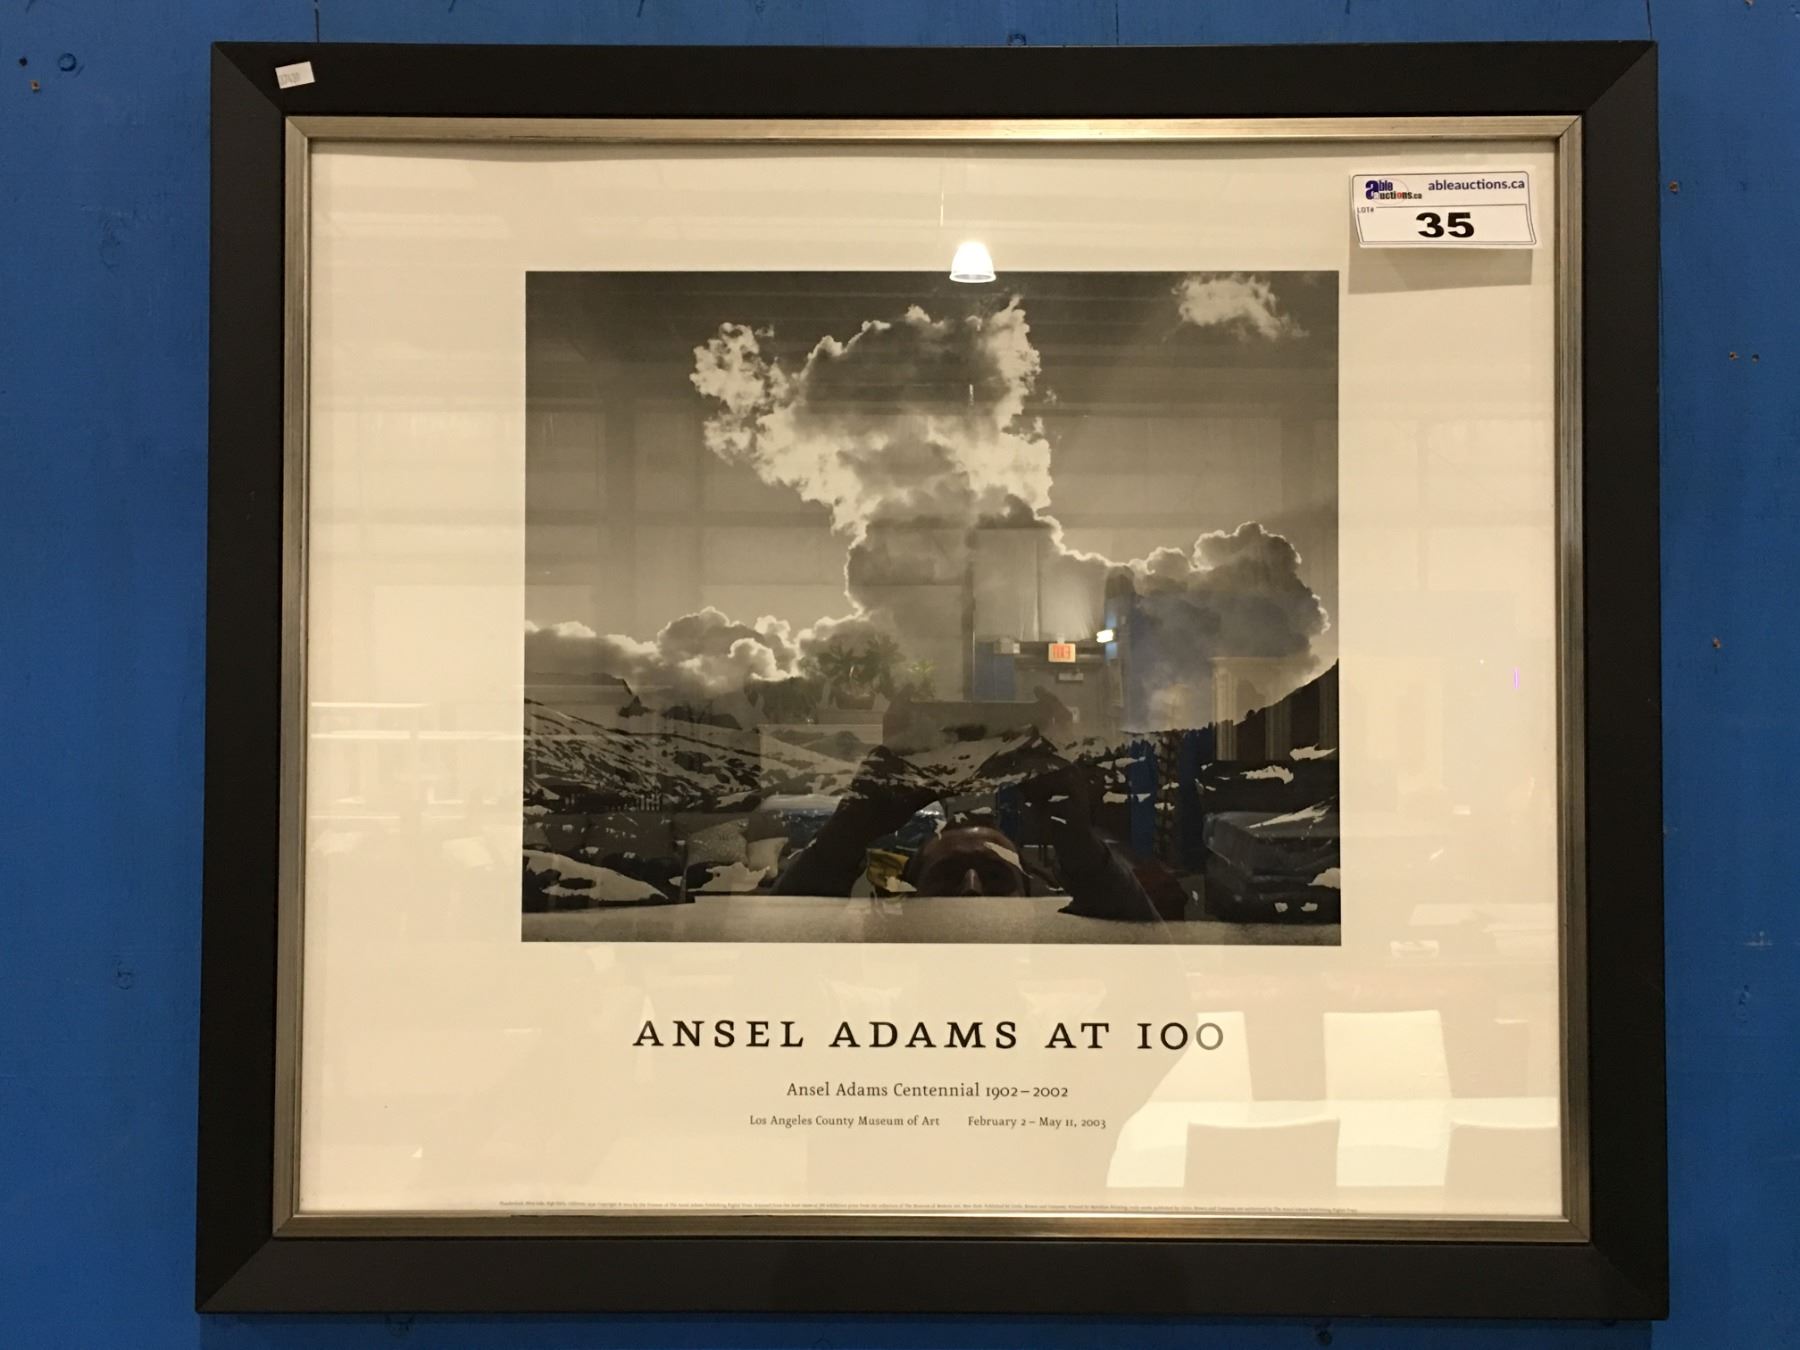 able auctions.ca
ableauctions.ca
LOT#
35
ANSEL ADAMS AT 100
Ansel Adams Centennial 1902–2002
Los Angeles County Museum of Art February 2 – May 11, 2003